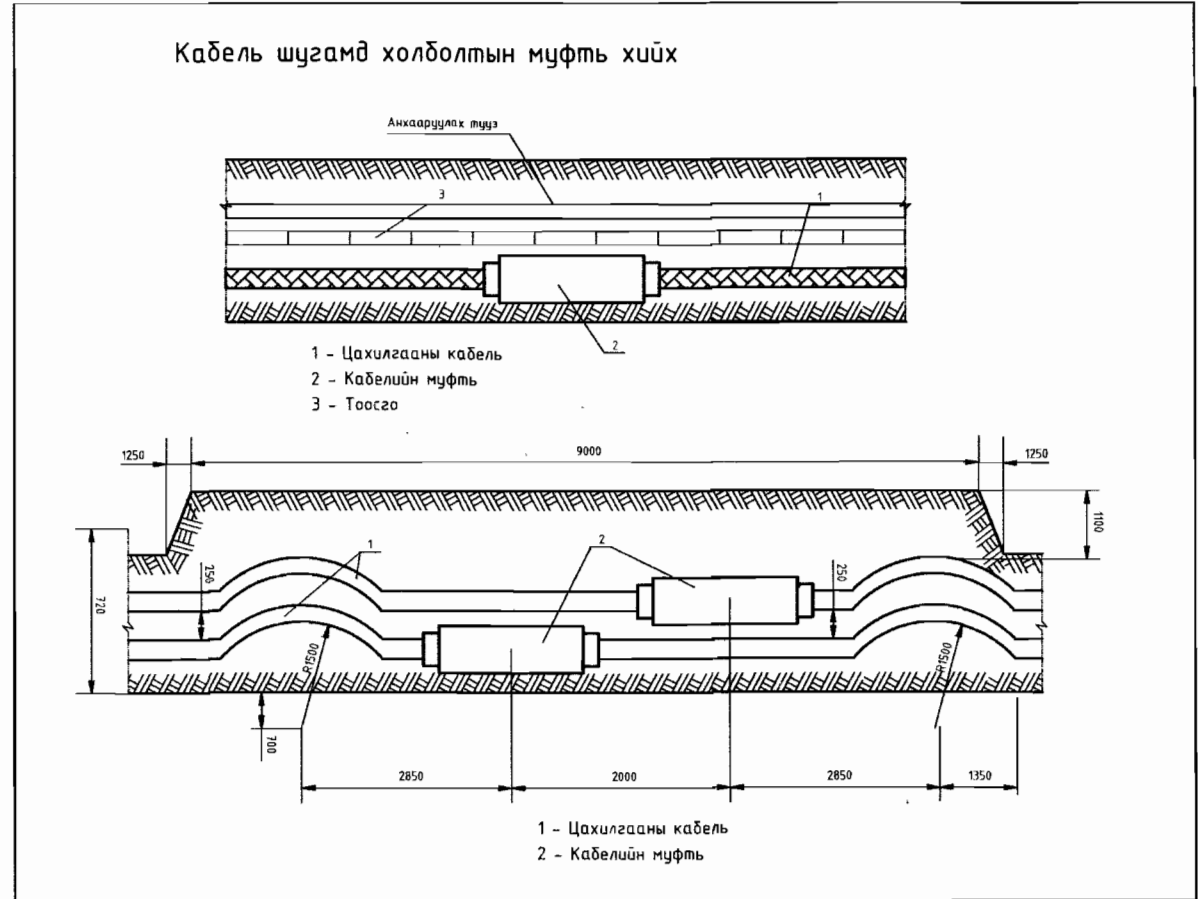 Кабель шугамд холболтын муфть хийх
Анхааруулах тууз
3
1
2
1 - Цахилгааны кабель
2 - Кабелийн муфть
3 - Тоосго
1250
9000
1250
1100
720
250
1
2
250
R1500
R1500
700
2850
2000
2850
1350
1 - Цахилгааны кабель
2 - Кабелийн муфть